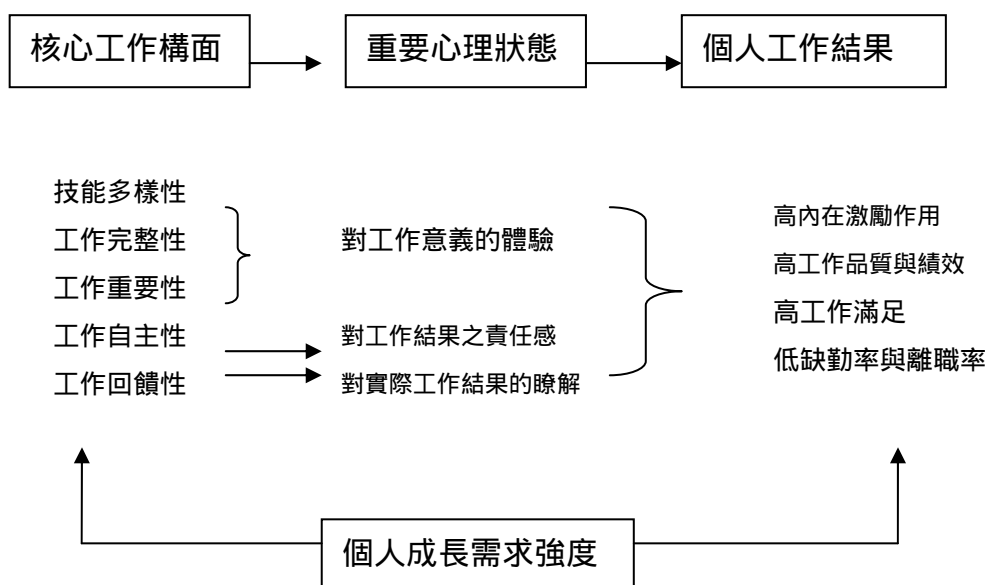 核心工作構面
重要心理狀態
個人工作結果
技能多樣性
工作完整性
工作重要性
工作自主性
工作回饋性
對工作意義的體驗
對工作結果之責任感
對實際工作結果的瞭解
高內在激勵作用
高工作品質與績效
高工作滿足
低缺勤率與離職率
個人成長需求強度